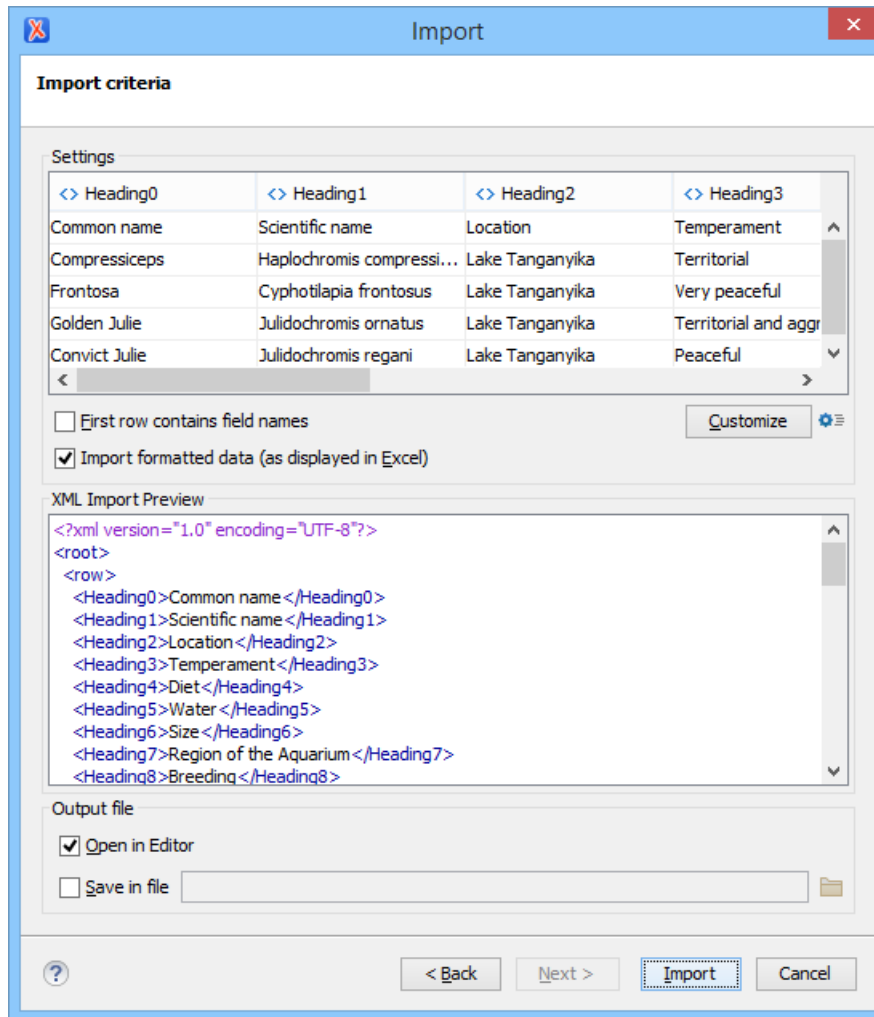 Import
Import criteria
Settings
<> Heading0 <> Heading1 <> Heading2 <> Heading3
Common name Scientific name Location Temperament
Compressiceps Haplochromis compressi... Lake Tanganyika Territorial
Frontosa Cyphotilapia frontosus Lake Tanganyika Very peaceful
Golden Julie Julidochromis ornatus Lake Tanganyika Territorial and aggr
Convict Julie Julidochromis regani Lake Tanganyika Peaceful
First row contains field names Customize
Import formatted data (as displayed in Excel)
XML Import Preview
<?xml version="1.0" encoding="UTF-8"?>
<root>
<row>
<Heading0>Common name</Heading0>
<Heading1>Scientific name</Heading1>
<Heading2>Location</Heading2>
<Heading3>Temperament</Heading3>
<Heading4>Diet</Heading4>
<Heading5>Water</Heading5>
<Heading6>Size</Heading6>
<Heading7>Region of the Aquarium</Heading7>
<Heading8>Breeding</Heading8>
Output file
Open in Editor
Save in file
? < Back Next > Import Cancel